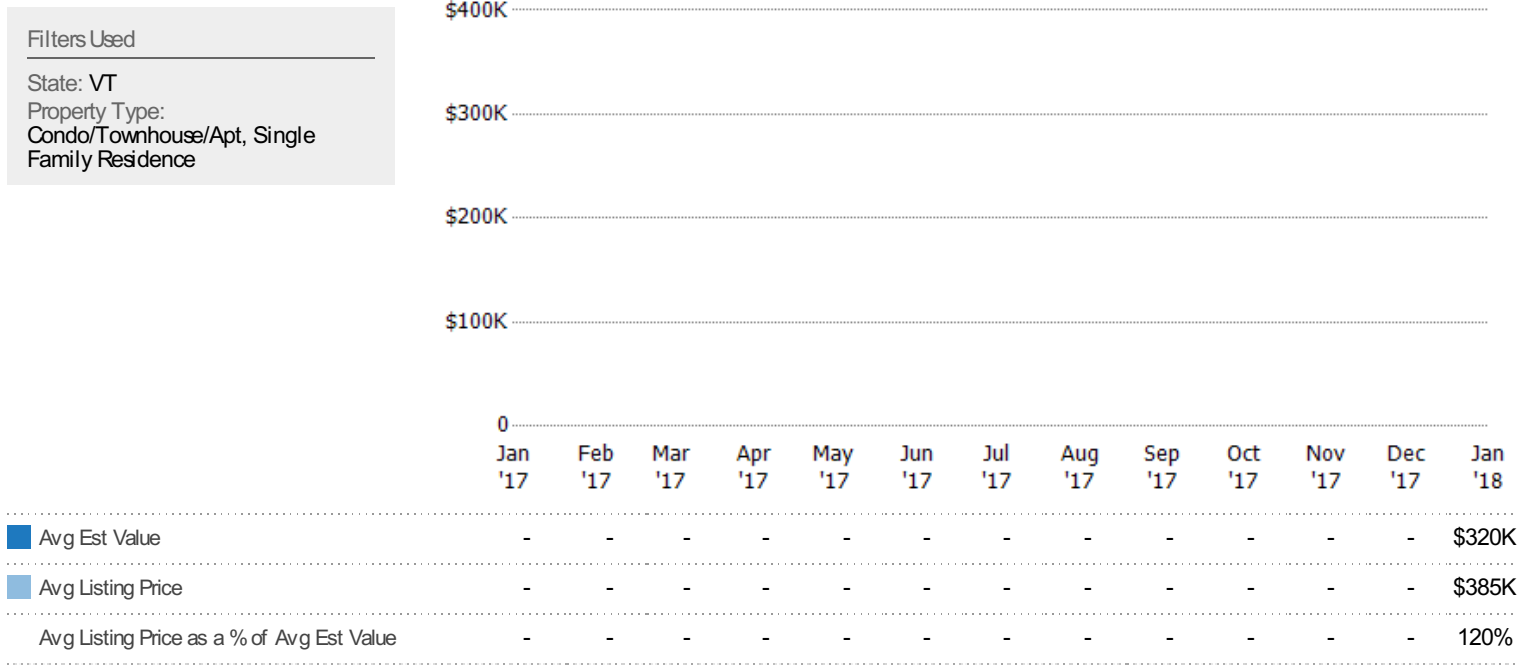 Filters Used
State: VT
Property Type:
Condo/Townhouse/Apt, Single
Family Residence
$400K
$300K
$200K
$100K
0
Jan Feb Mar Apr May Jun Jul Aug Sep Oct Nov Dec Jan
'17 '17 '17 '17 '17 '17 '17 '17 '17 '17 '17 '17 '18
Avg Est Value - - - - - - - - - - - - $320K
Avg Listing Price - - - - - - - - - - - - $385K
Avg Listing Price as a % of Avg Est Value - - - - - - - - - - - - 120%